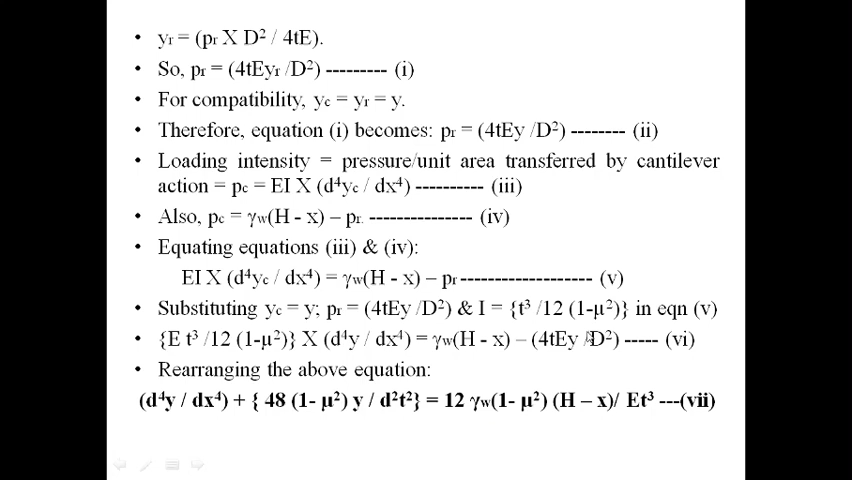 • yr = (pr X D² / 4tE).
• So, pr = (4tEyr /D²) --------- (i)
• For compatibility, yc = yr = y.
• Therefore, equation (i) becomes: pr = (4tEy /D²) -------- (ii)
• Loading intensity = pressure/unit area transferred by cantilever
action = pc = EI X (d⁴yc / dx⁴) ---------- (iii)
• Also, pc = γw(H - x) – pr. --------------- (iv)
• Equating equations (iii) & (iv):
EI X (d⁴yc / dx⁴) = γw(H - x) – pr------------------- (v)
• Substituting yc = y; pr = (4tEy /D²) & I = {t³ /12 (1-μ²)} in eqn (v)
• {E t³ /12 (1-μ²)} X (d⁴y / dx⁴) = γw(H - x) – (4tEy /D²) ----- (vi)
• Rearranging the above equation:
(d⁴y / dx⁴) + { 48 (1- μ²) y / d²t²} = 12 γw(1- μ²) (H – x)/ Et³ ---(vii)